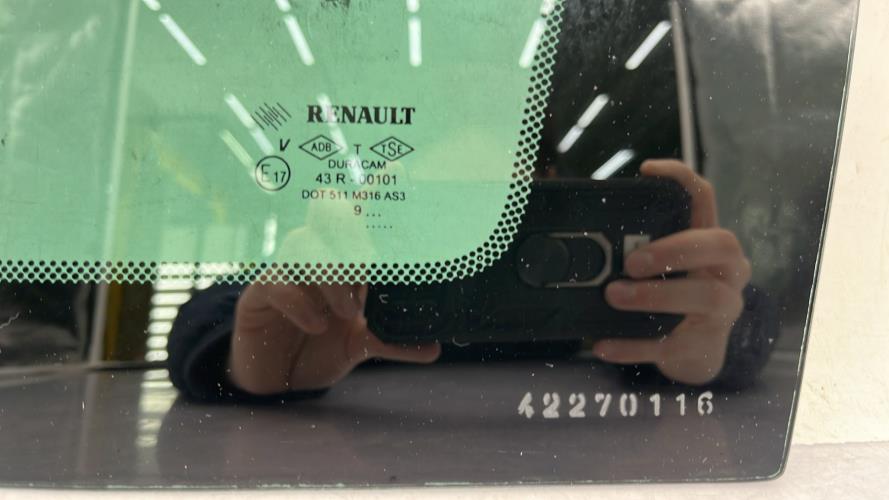 RENAULT
V ADB T TSE
DURACAM
E17 43 R - 00101
DOT 511 M316 AS3
9 ...
.....
42270116